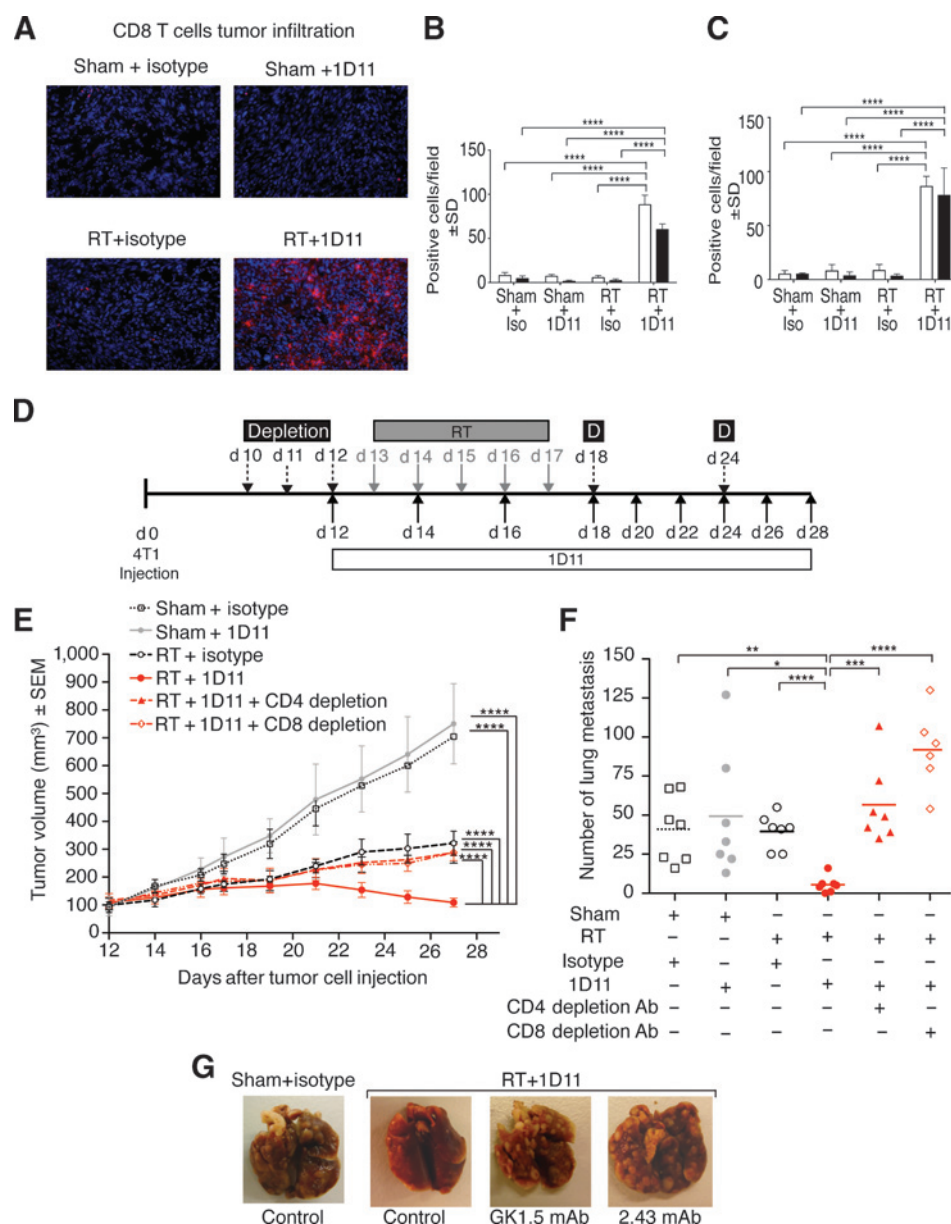 A
CD8 T cells tumor infiltration
Sham + isotype
Sham +1D11
RT+isotype
RT+1D11
B
Positive cells/field
±SD
150
100
50
0
****
****
****
****
****
****
Sham
+
Iso
Sham
+
1D11
RT
+
Iso
RT
+
1D11
C
Positive cells/field
±SD
150
100
50
0
****
****
****
****
****
****
Sham
+
Iso
Sham
+
1D11
RT
+
Iso
RT
+
1D11
D
Depletion RT D D
d 10 d 11 d 12 d 13 d 14 d 15 d 16 d 17 d 18 d 24
d 0 d 12 d 14 d 16 d 18 d 20 d 22 d 24 d 26 d 28
4T1
Injection
1D11
E
Sham + isotype
Sham + 1D11
RT + isotype
RT + 1D11
RT + 1D11 + CD4 depletion
RT + 1D11 + CD8 depletion
Tumor volume (mm³) ± SEM
1,000
900
800
700
600
500
400
300
200
100
0
****
****
****
****
****
12 14 16 18 20 22 24 26 28
Days after tumor cell injection
F
Number of lung metastasis
150
125
100
75
50
25
0
** ****
* ***
****
Sham + + − − − −
RT − − + + + +
Isotype + − + − − −
1D11 − + − + + +
CD4 depletion Ab − − − − + −
CD8 depletion Ab − − − − − +
G
Sham+isotype
RT+1D11
Control
Control
GK1.5 mAb
2.43 mAb